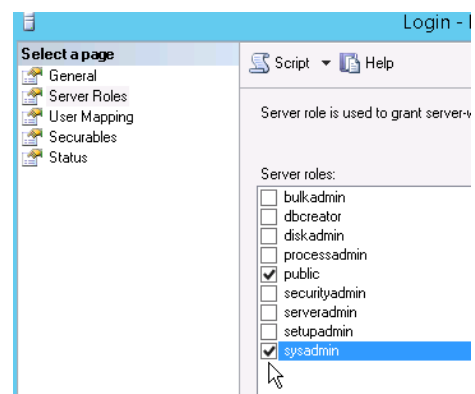 Login -
Select a page
General
Server Roles
User Mapping
Securables
Status
Script Help
Server role is used to grant server-
Server roles:
bulkadmin
dbcreator
diskadmin
processadmin
public
securityadmin
serveradmin
setupadmin
sysadmin